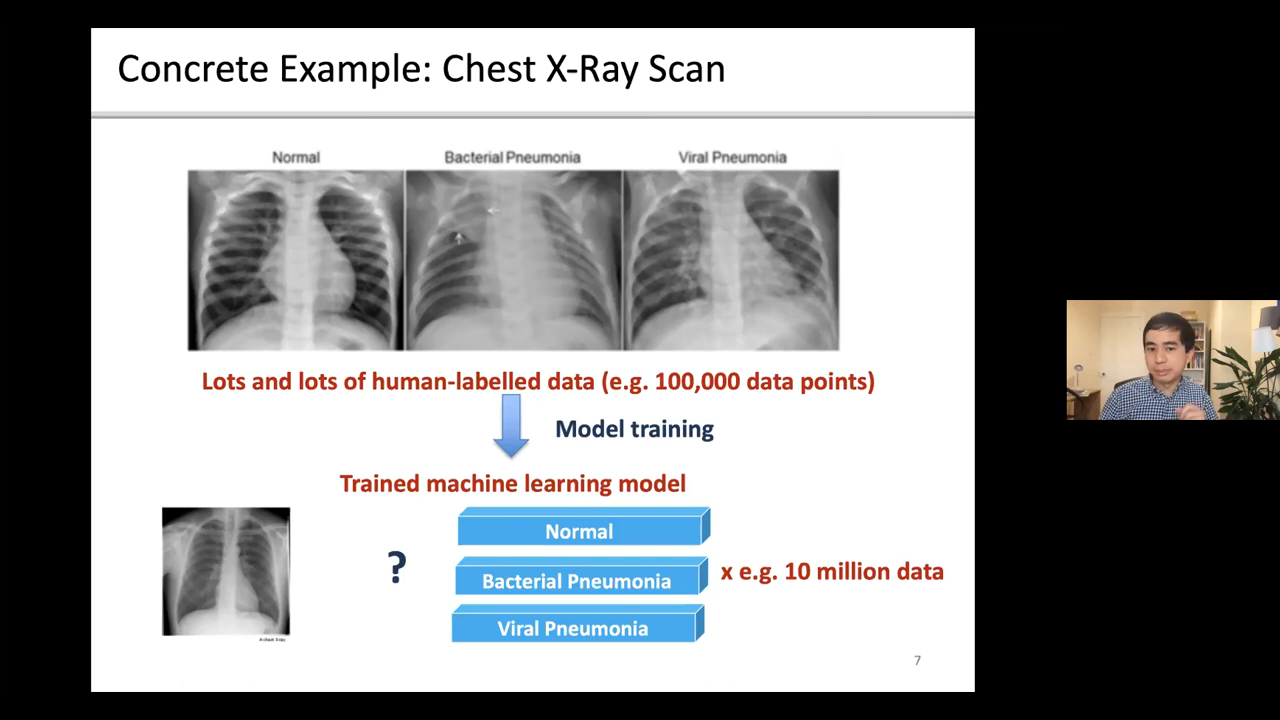 Concrete Example: Chest X-Ray Scan
Normal
Bacterial Pneumonia
Viral Pneumonia
Lots and lots of human-labelled data (e.g. 100,000 data points)
Model training
Trained machine learning model
Normal
?
Bacterial Pneumonia
x e.g. 10 million data
Viral Pneumonia
7